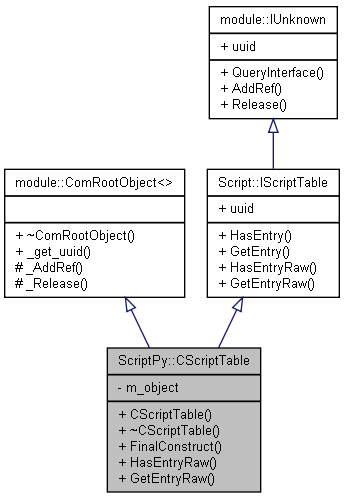 module::IUnknown
+ uuid
+ QueryInterface()
+ AddRef()
+ Release()
module::ComRootObject<>
+ ~ComRootObject()
+ _get_uuid()
# _AddRef()
# _Release()
Script::IScriptTable
+ uuid
+ HasEntry()
+ GetEntry()
+ HasEntryRaw()
+ GetEntryRaw()
ScriptPy::CScriptTable
- m_object
+ CScriptTable()
+ ~CScriptTable()
+ FinalConstruct()
+ HasEntryRaw()
+ GetEntryRaw()